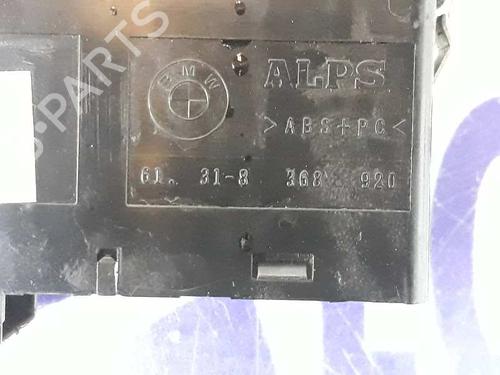 BMW
ALPS
>ABS+PC<
61. 31-8 368 920
B-PARTS